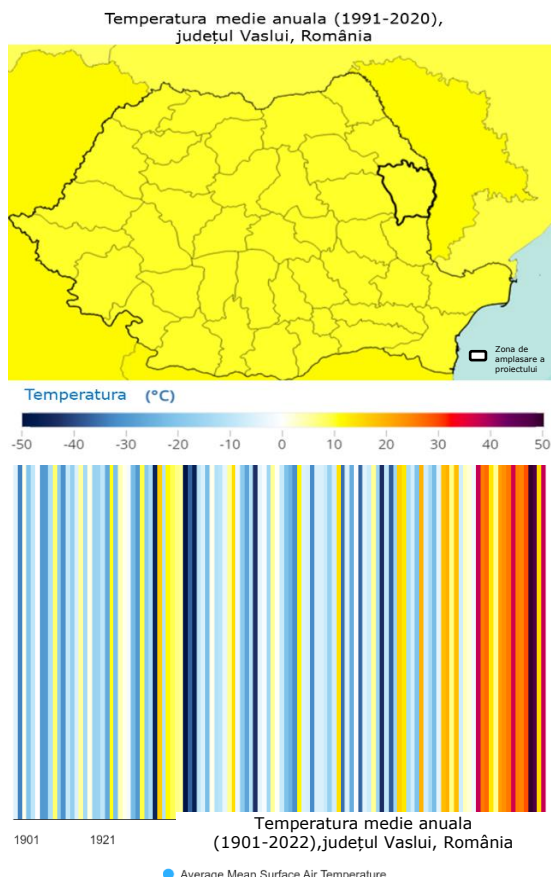 Temperatura medie anuala (1991-2020),
județul Vaslui, România
Zona de
amplasare a
proiectului
Temperatura (°C)
-50 -40 -30 -20 -10 0 10 20 30 40 50
1901 1921
Temperatura medie anuala
(1901-2022),județul Vaslui, România
Average Mean Surface Air Temperature